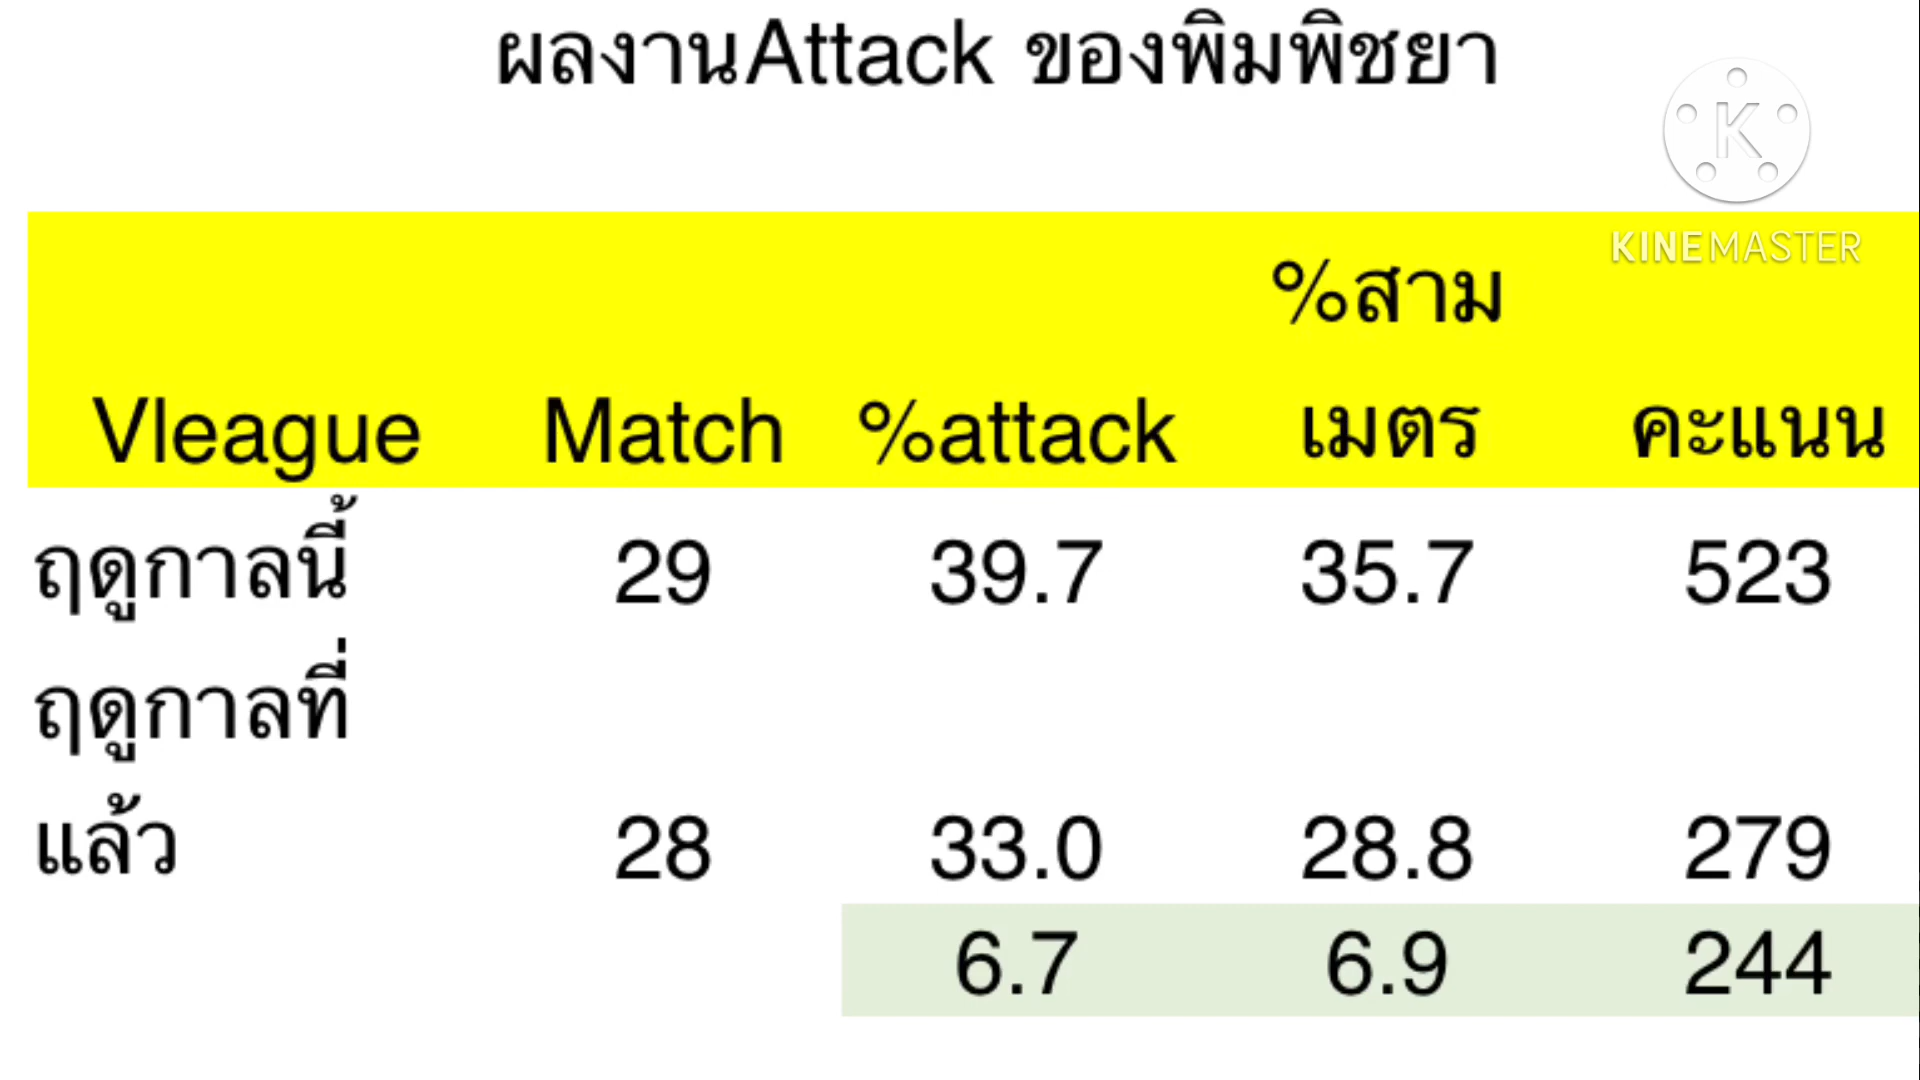 ผลงานAttack ของพิมพิชยา
K
KINEMASTER
%สาม
Vleague Match %attack เมตร คะแนน
ฤดูกาลนี้ 29 39.7 35.7 523
ฤดูกาลที่
แล้ว 28 33.0 28.8 279
6.7 6.9 244